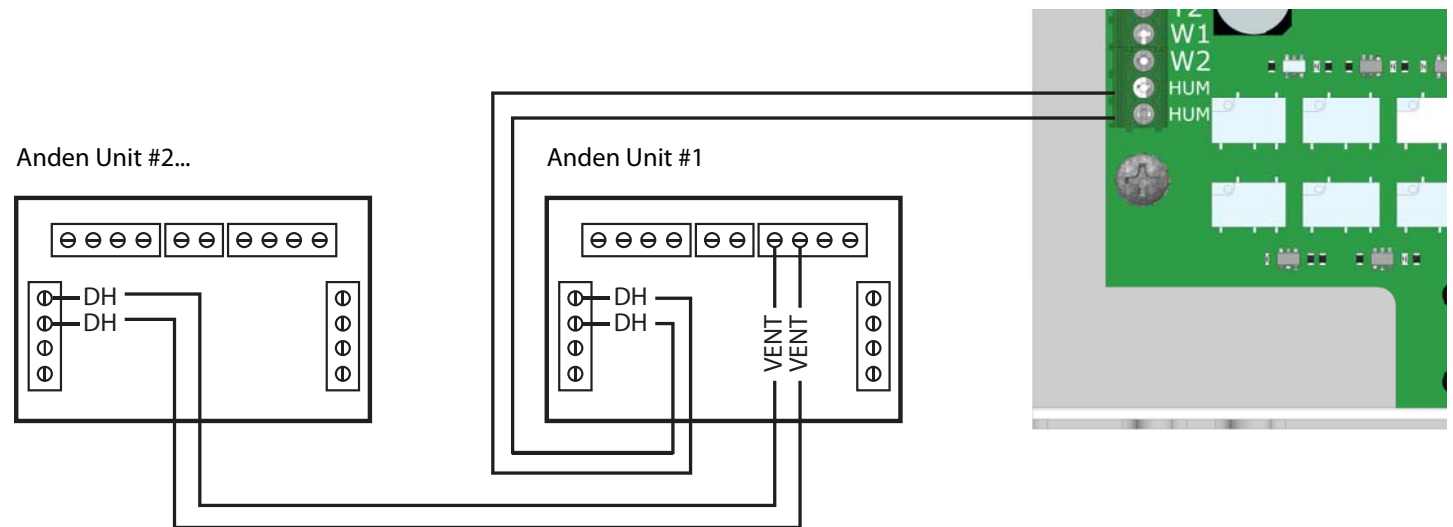 Y2
W1
W2
HUM
HUM
Anden Unit #2...
Anden Unit #1
DH
DH
DH
DH
VENT
VENT